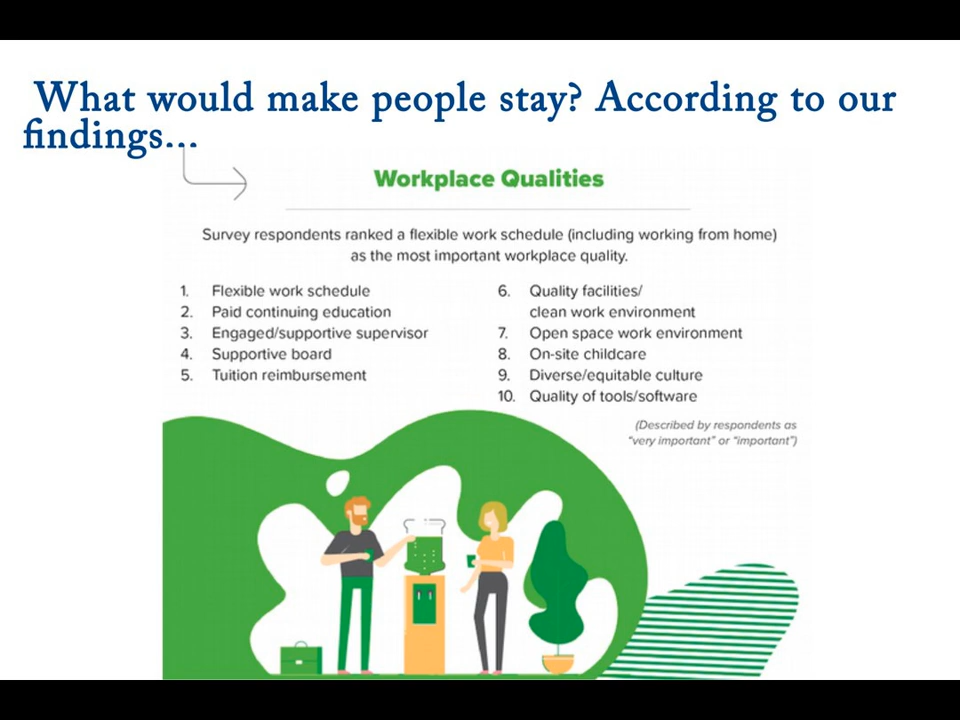 What would make people stay? According to our
findings...
Workplace Qualities
Survey respondents ranked a flexible work schedule (including working from home)
as the most important workplace quality.
1. Flexible work schedule
2. Paid continuing education
3. Engaged/supportive supervisor
4. Supportive board
5. Tuition reimbursement
6. Quality facilities/
clean work environment
7. Open space work environment
8. On-site childcare
9. Diverse/equitable culture
10. Quality of tools/software
(Described by respondents as
“very important” or “important”)